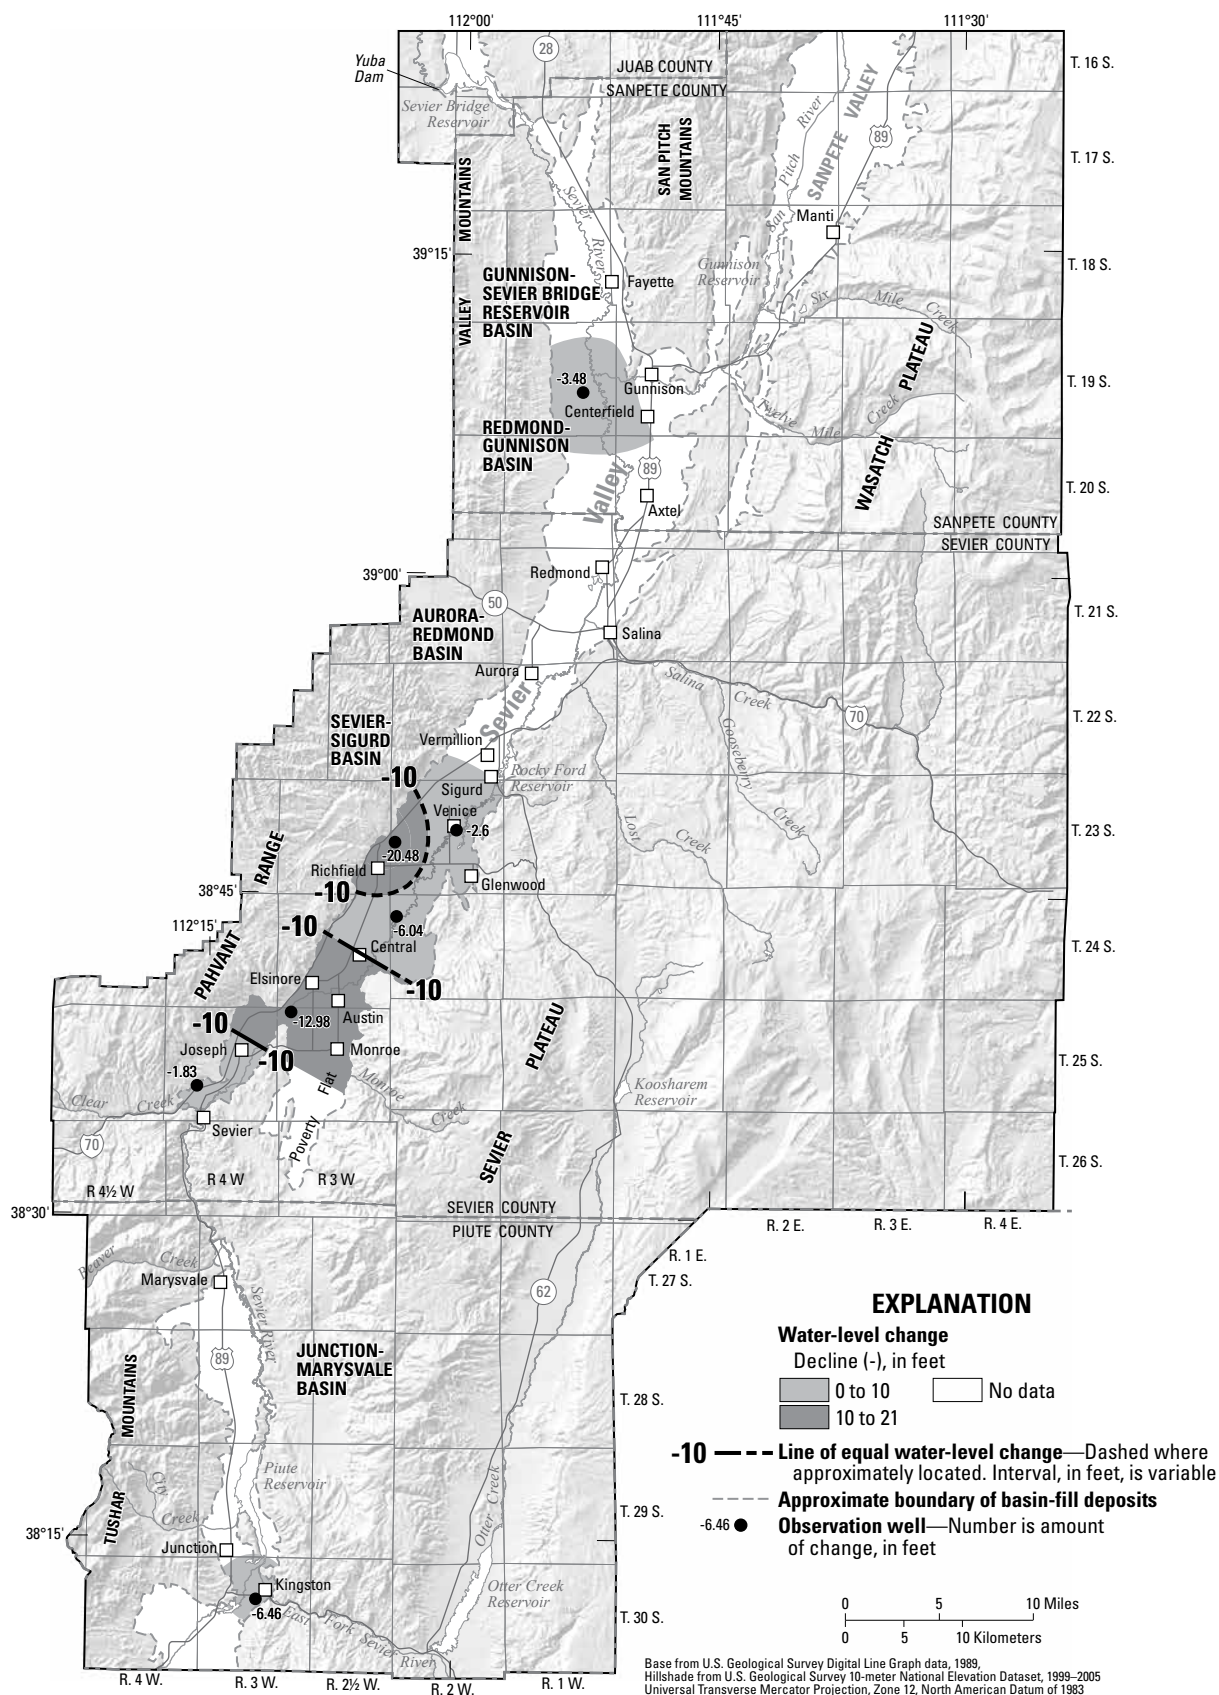 112°00'
111°45'
111°30'
Yuba
Dam
28
JUAB COUNTY
SANPETE COUNTY
T. 16 S.
Sevier Bridge
Reservoir
SAN PITCH
MOUNTAINS
San Pitch River
SANPETE VALLEY
89
T. 17 S.
VALLEY MOUNTAINS
Sevier River
Manti
39°15'
T. 18 S.
GUNNISON-
SEVIER BRIDGE
RESERVOIR
BASIN
Fayette
Gunnison
Reservoir
Six Mile Creek
WASATCH PLATEAU
-3.48
Gunnison
T. 19 S.
Centerfield
Twelve Mile Creek
REDMOND-
GUNNISON
BASIN
89
Sevier Valley
Axtel
T. 20 S.
SANPETE COUNTY
SEVIER COUNTY
39°00'
Redmond
50
T. 21 S.
AURORA-
REDMOND
BASIN
Salina
Aurora
Salina Creek
70
T. 22 S.
SEVIER-
SIGURD
BASIN
Vermillion
Gooseberry Creek
-10
Sigurd
Rocky Ford
Reservoir
Venice
-2.6
T. 23 S.
Lost Creek
-20.48
Richfield
PAHVANT RANGE
Glenwood
38°45'
-10
112°15'
-10
-6.04
Central
T. 24 S.
Elsinore
-10
-12.98
Austin
-10
Joseph
-10
Monroe
SEVIER PLATEAU
T. 25 S.
-1.83
Clear Creek
Poverty Flat
Monroe Creek
Koosharem
Reservoir
Sevier
70
T. 26 S.
R 4½ W
R 4 W
R 3 W
38°30'
SEVIER COUNTY
PIUTE COUNTY
R. 2 E.
R. 3 E.
R. 4 E.
R. 1 E.
T. 27 S.
Beaver Creek
Marysvale
Sevier River
62
89
JUNCTION-
MARYSVALE
BASIN
T. 28 S.
TUSHAR MOUNTAINS
Piute
Reservoir
City Creek
Otter Creek
T. 29 S.
38°15'
Junction
Kingston
-6.46
East Fork Sevier River
Otter Creek
Reservoir
T. 30 S.
R. 4 W.
R. 3 W.
R. 2½ W.
R. 2 W.
R. 1 W.
EXPLANATION
Water-level change
Decline (-), in feet
0 to 10
No data
10 to 21
-10 Line of equal water-level change—Dashed where
approximately located. Interval, in feet, is variable
Approximate boundary of basin-fill deposits
-6.46 Observation well—Number is amount
of change, in feet
0 5 10 Miles
0 5 10 Kilometers
Base from U.S. Geological Survey Digital Line Graph data, 1989,
Hillshade from U.S. Geological Survey 10-meter National Elevation Dataset, 1999–2005
Universal Transverse Mercator Projection, Zone 12, North American Datum of 1983